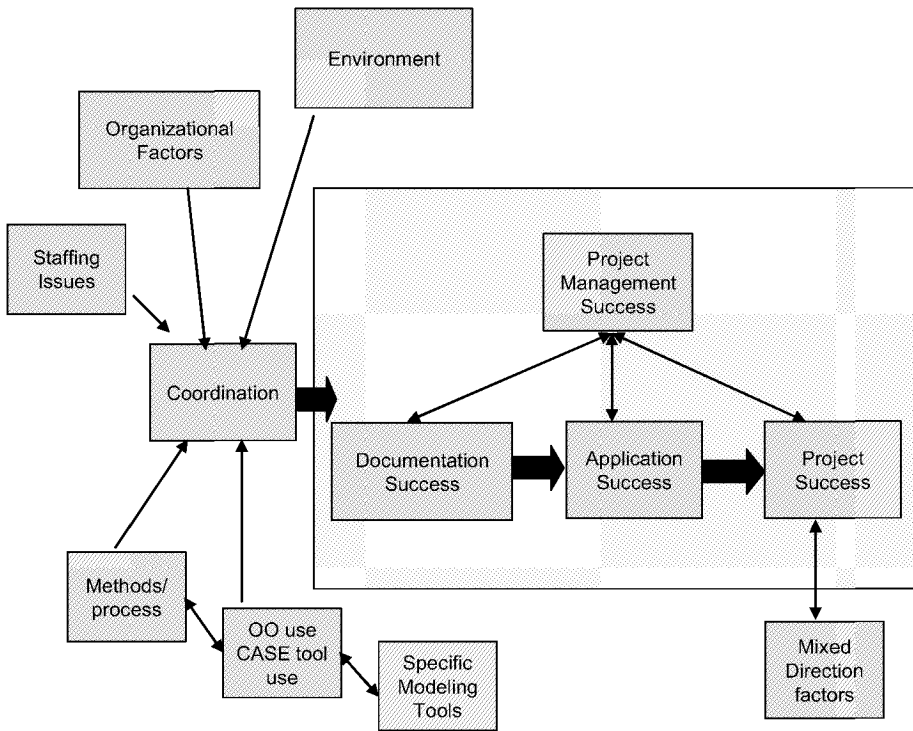 Environment
Organizational
Factors
Staffing
Issues
Project
Management
Success
Coordination
Documentation
Success
Application
Success
Project
Success
Methods/
process
OO use
CASE tool
use
Specific
Modeling
Tools
Mixed
Direction
factors